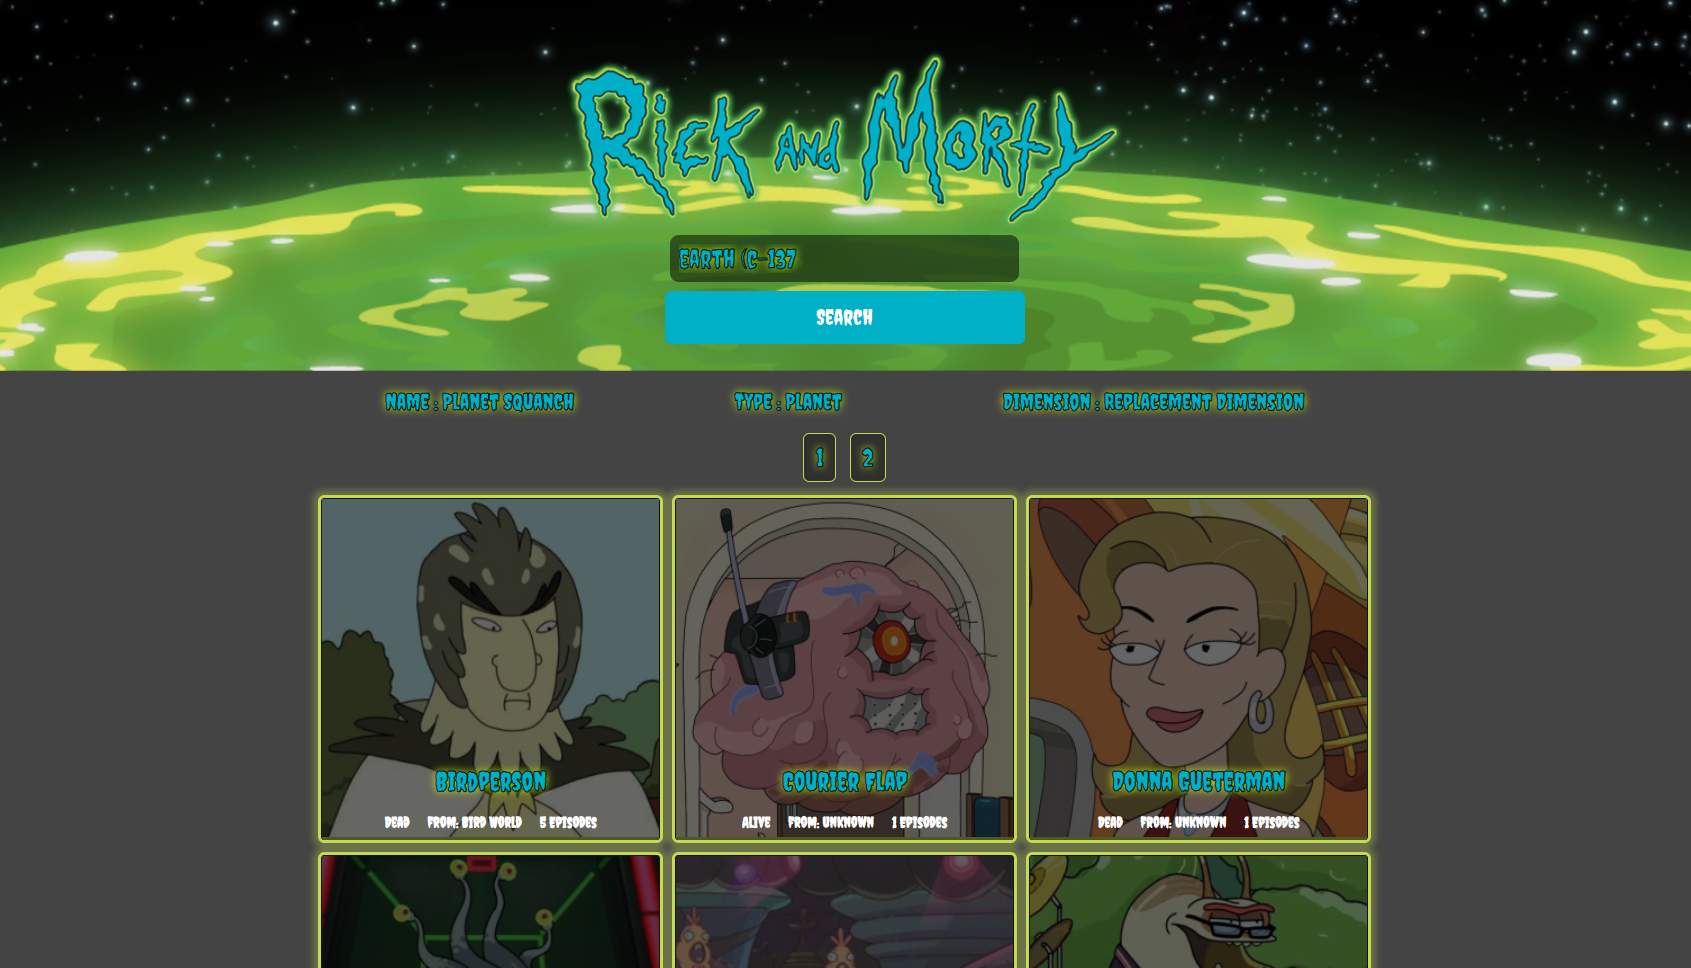 Rick and Morty
EARTH (C-137
SEARCH
NAME : PLANET SQUANCH TYPE : PLANET DIMENSION : REPLACEMENT DIMENSION
1 2
BIRDPERSON
DEAD FROM: BIRD WORLD 5 EPISODES
COURIER FLAP
ALIVE FROM: UNKNOWN 1 EPISODES
DONNA GUETERMAN
DEAD FROM: UNKNOWN 1 EPISODES